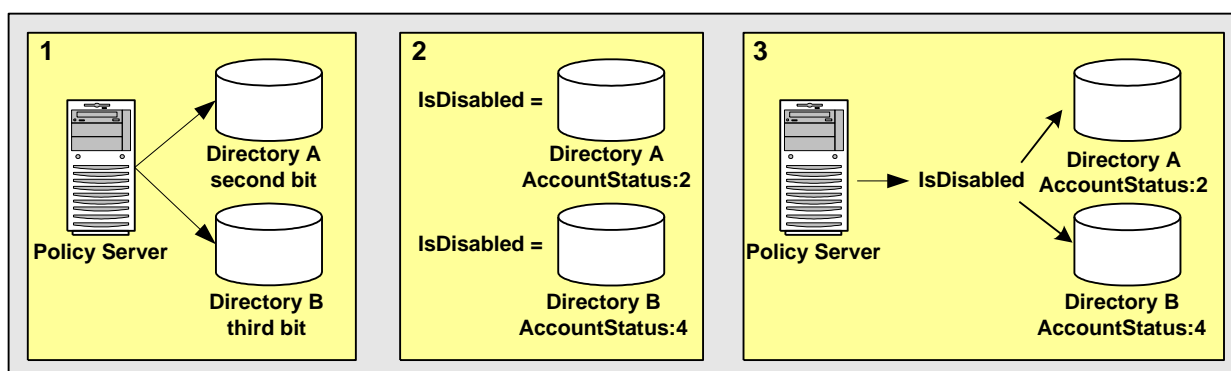 1
Directory A
second bit
Policy Server
Directory B
third bit
2
IsDisabled =
Directory A
AccountStatus:2
IsDisabled =
Directory B
AccountStatus:4
3
Directory A
AccountStatus:2
IsDisabled
Policy Server
Directory B
AccountStatus:4